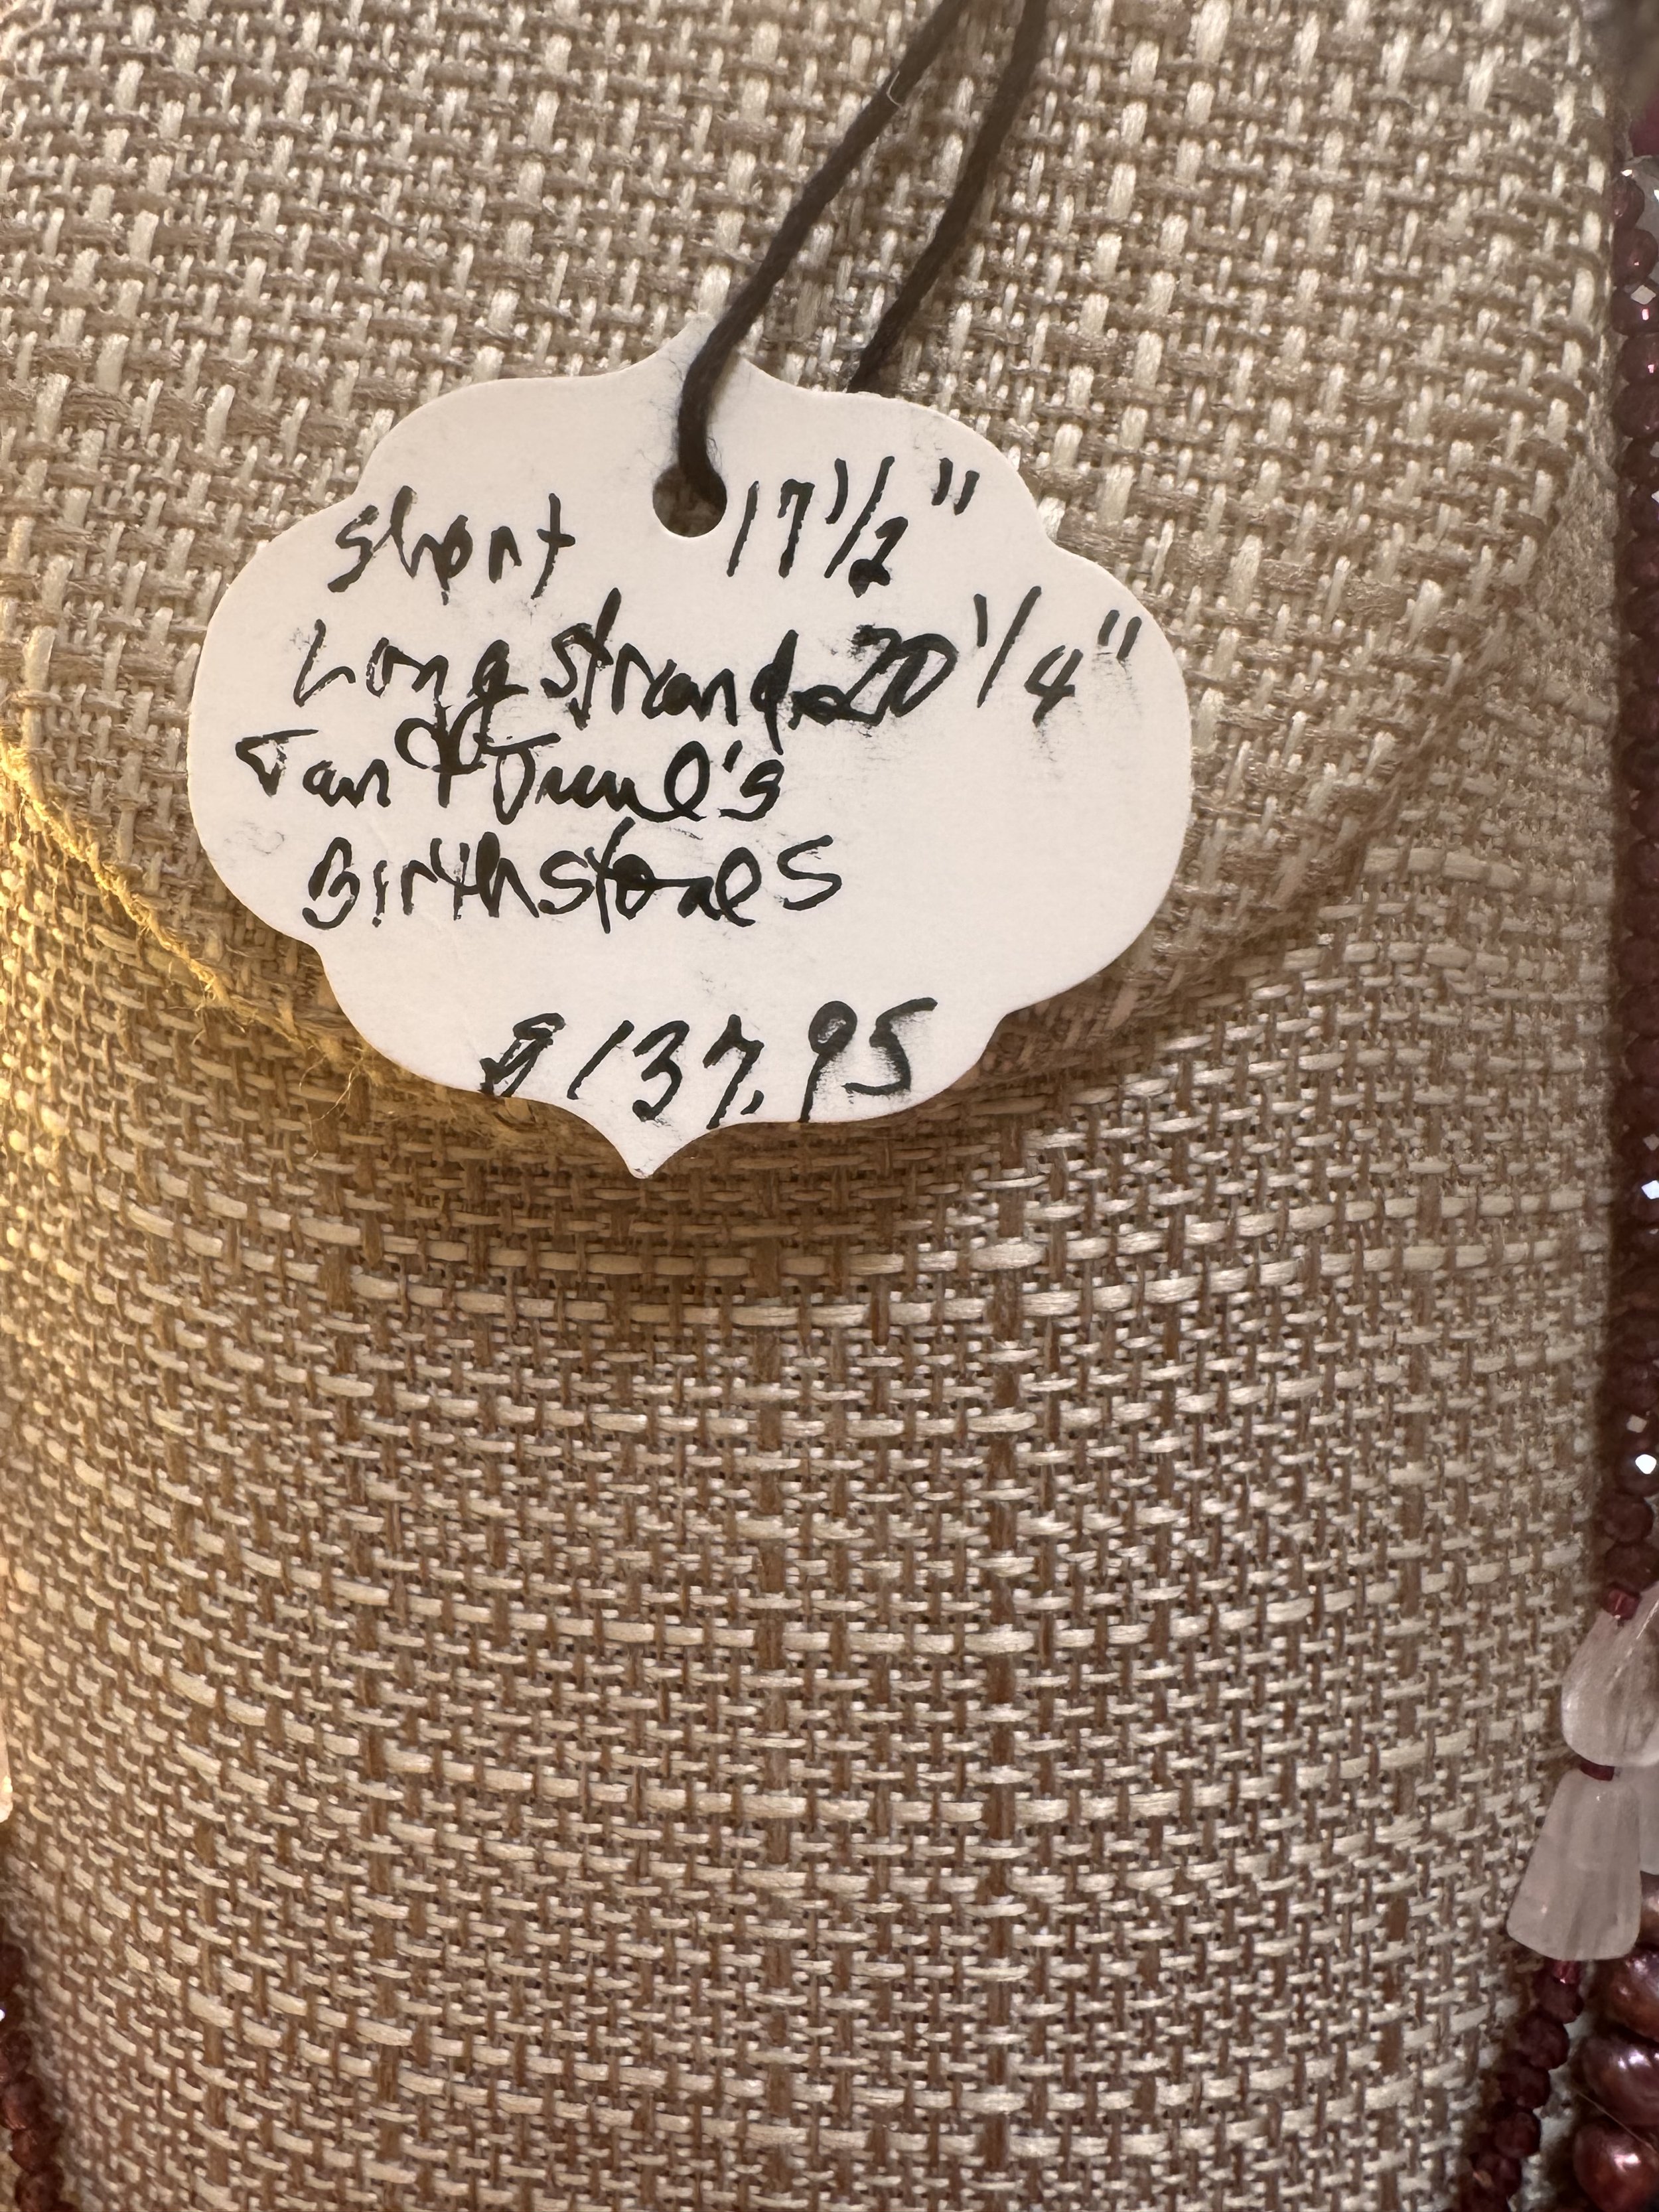 Short 17 1/2"
Long Strand 20 1/4"
Jan & June's
Birthstones
$137.95